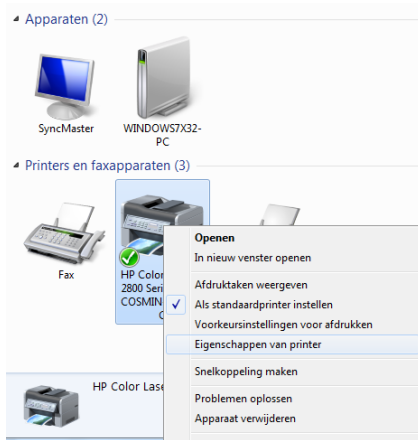 Apparaten (2)
SyncMaster
WINDOWS7X32-
PC
Printers en faxapparaten (3)
Fax
HP Color
2800 Seri
COSMIN
Openen
In nieuw venster openen
Afdruktaken weergeven
Als standaardprinter instellen
Voorkeursinstellingen voor afdrukken
Eigenschappen van printer
Snelkoppeling maken
Problemen oplossen
Apparaat verwijderen
HP Color Lase